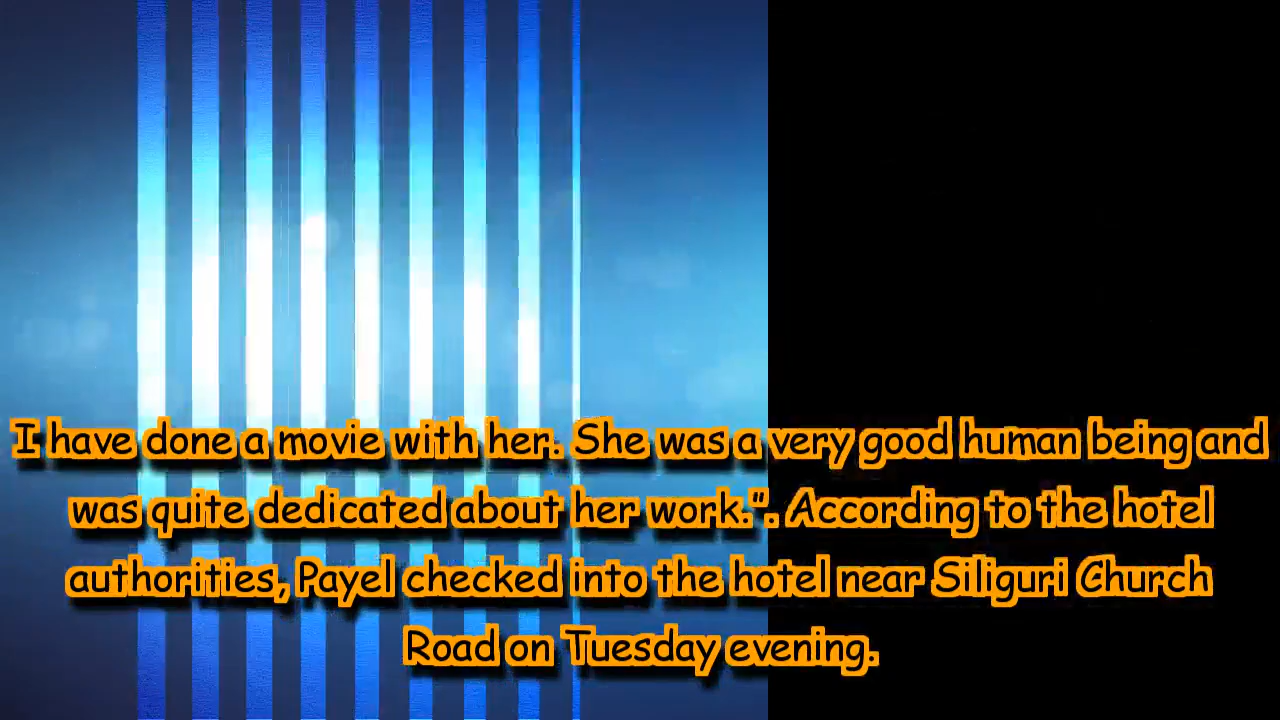 I have done a movie with her. She was a very good human being and
was quite dedicated about her work.". According to the hotel
authorities, Payel checked into the hotel near Siliguri Church
Road on Tuesday evening.